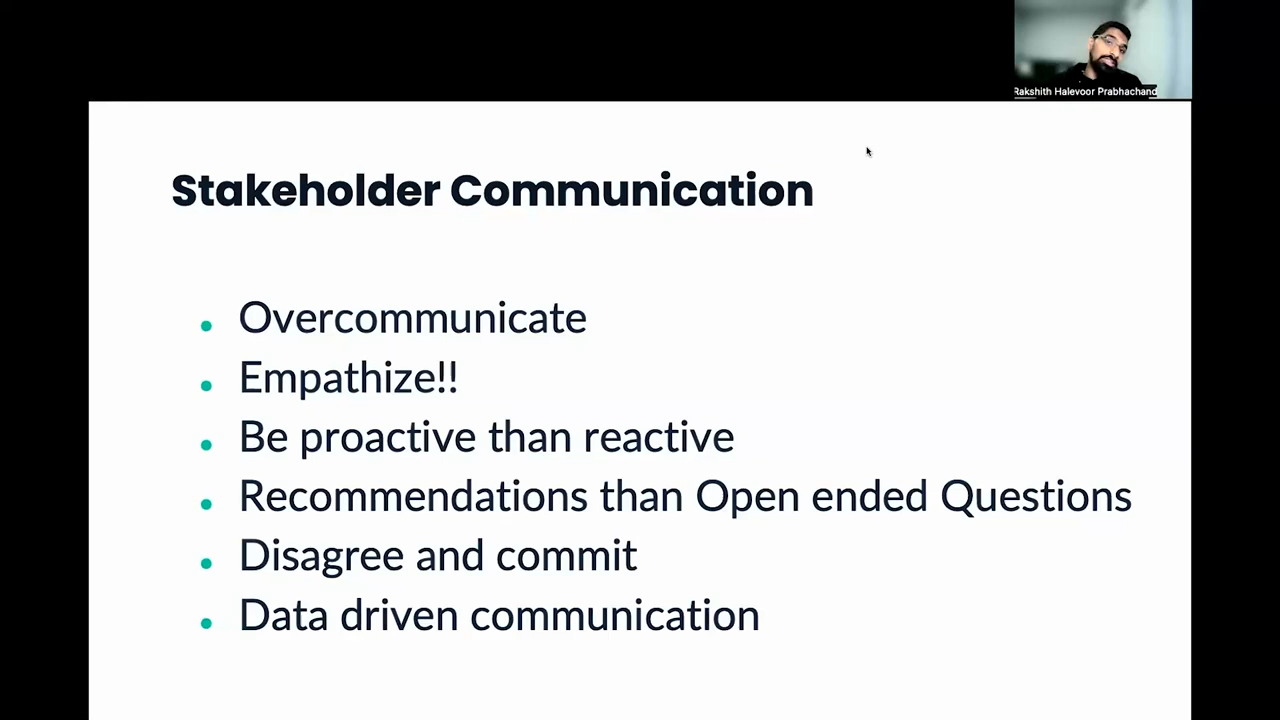 Rakshith Halevoor Prabhachand
Stakeholder Communication
Overcommunicate
Empathize!!
Be proactive than reactive
Recommendations than Open ended Questions
Disagree and commit
Data driven communication